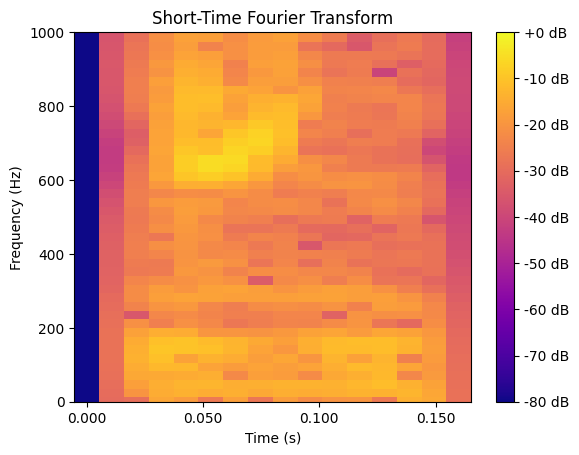 Short-Time Fourier Transform
1000
800
600
400
200
0
Frequency (Hz)
0.000
0.050
0.100
0.150
Time (s)
+0 dB
-10 dB
-20 dB
-30 dB
-40 dB
-50 dB
-60 dB
-70 dB
-80 dB